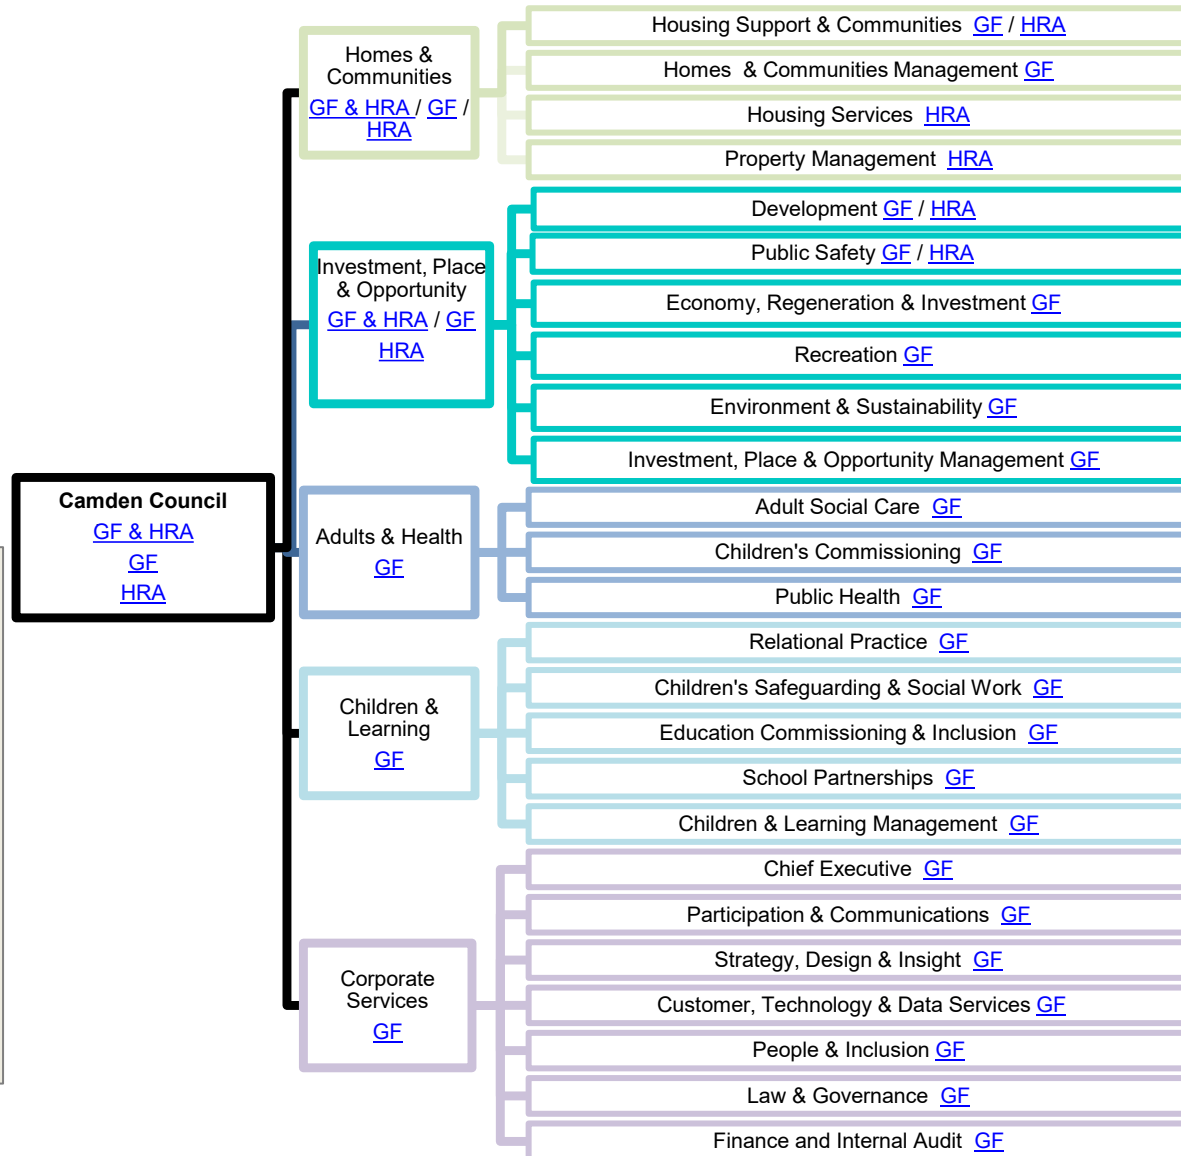 Camden Council
GF & HRA
GF
HRA
Homes &
Communities
GF & HRA / GF /
HRA
Housing Support & Communities GF / HRA
Homes & Communities Management GF
Housing Services HRA
Property Management HRA
Investment, Place
& Opportunity
GF & HRA / GF
HRA
Development GF / HRA
Public Safety GF / HRA
Economy, Regeneration & Investment GF
Recreation GF
Environment & Sustainability GF
Investment, Place & Opportunity Management GF
Adults & Health
GF
Adult Social Care GF
Children's Commissioning GF
Public Health GF
Children &
Learning
GF
Relational Practice GF
Children's Safeguarding & Social Work GF
Education Commissioning & Inclusion GF
School Partnerships GF
Children & Learning Management GF
Corporate
Services
GF
Chief Executive GF
Participation & Communications GF
Strategy, Design & Insight GF
Customer, Technology & Data Services GF
People & Inclusion GF
Law & Governance GF
Finance and Internal Audit GF